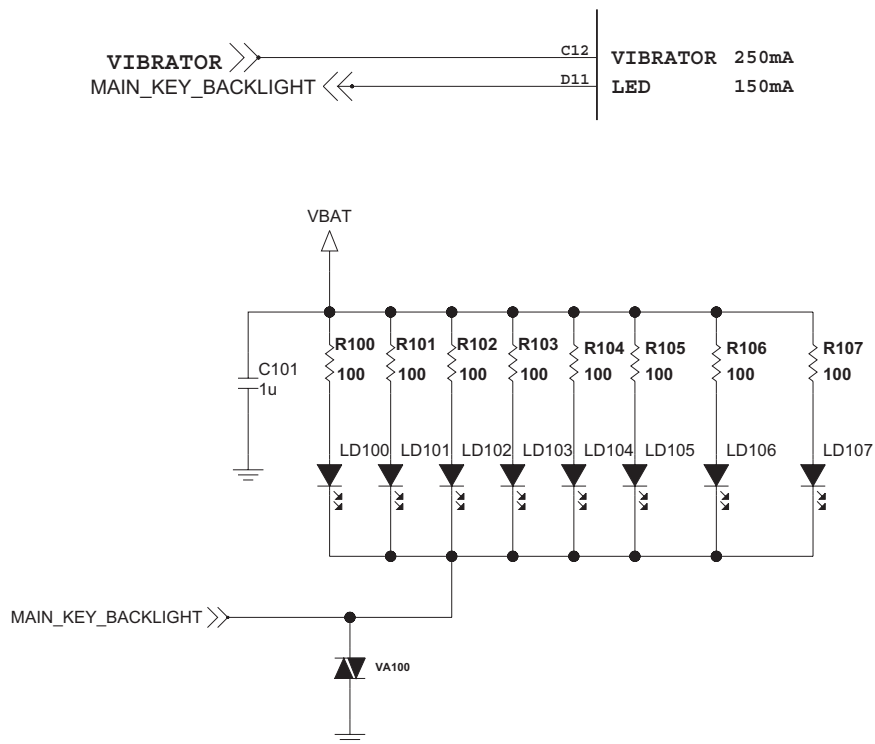 VIBRATOR C12 VIBRATOR 250mA
MAIN_KEY_BACKLIGHT D11 LED 150mA
VBAT
R100 R101 R102 R103 R104 R105 R106 R107
C101 100 100 100 100 100 100 100 100
1u
LD100 LD101 LD102 LD103 LD104 LD105 LD106 LD107
MAIN_KEY_BACKLIGHT
VA100